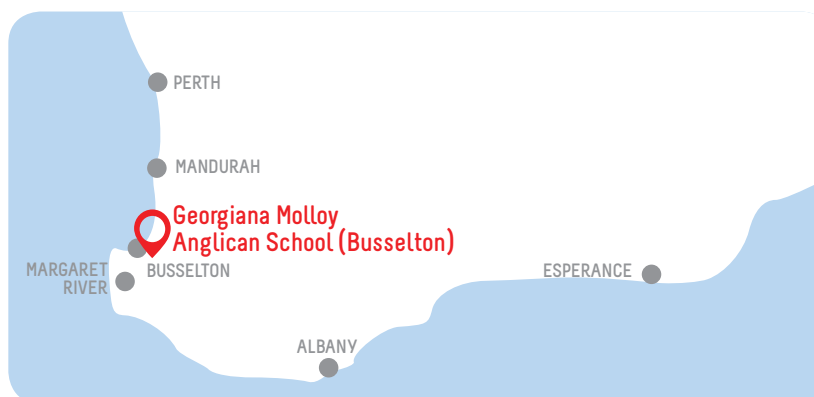 PERTH
MANDURAH
Georgiana Molloy
Anglican School (Busselton)
MARGARET
RIVER
BUSSELTON
ESPERANCE
ALBANY